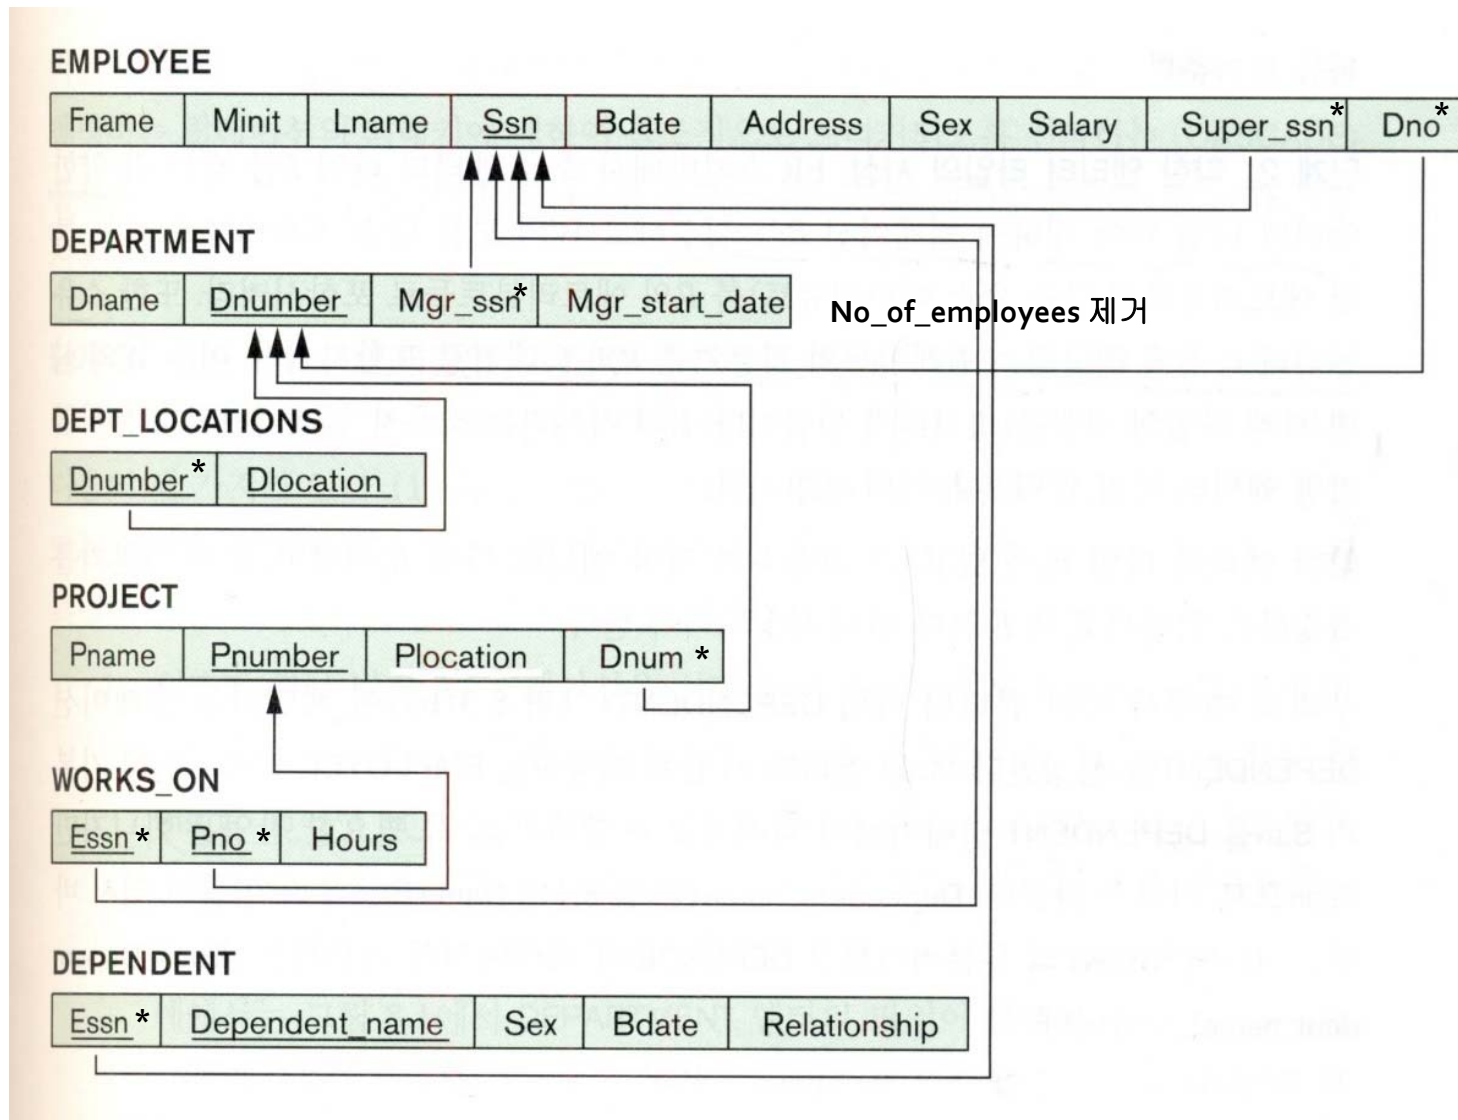 EMPLOYEE
Fname Minit Lname Ssn Bdate Address Sex Salary Super_ssn* Dno*
DEPARTMENT
Dname Dnumber Mgr_ssn* Mgr_start_date No_of_employees 제거
DEPT_LOCATIONS
Dnumber* Dlocation
PROJECT
Pname Pnumber Plocation Dnum *
WORKS_ON
Essn* Pno* Hours
DEPENDENT
Essn* Dependent_name Sex Bdate Relationship